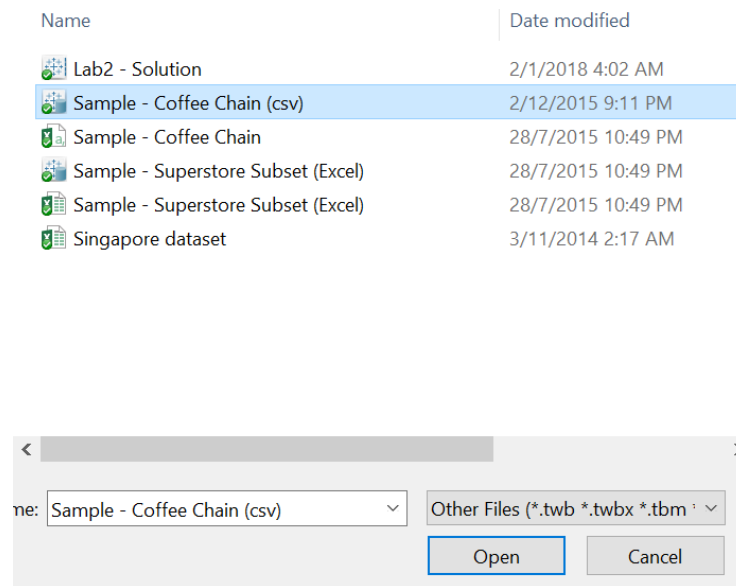 Name Date modified
Lab2 - Solution 2/1/2018 4:02 AM
Sample - Coffee Chain (csv) 2/12/2015 9:11 PM
Sample - Coffee Chain 28/7/2015 10:49 PM
Sample - Superstore Subset (Excel) 28/7/2015 10:49 PM
Sample - Superstore Subset (Excel) 28/7/2015 10:49 PM
Singapore dataset 3/11/2014 2:17 AM
me: Sample - Coffee Chain (csv) Other Files (*.twb *.twbx *.tbm *
Open Cancel